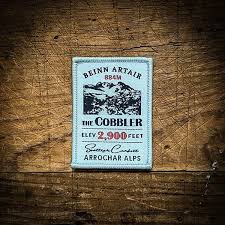 BEINN ARTAIR
884M
THE COBBLER
ELEV 2,900 FEET
ARROCHAR ALPS